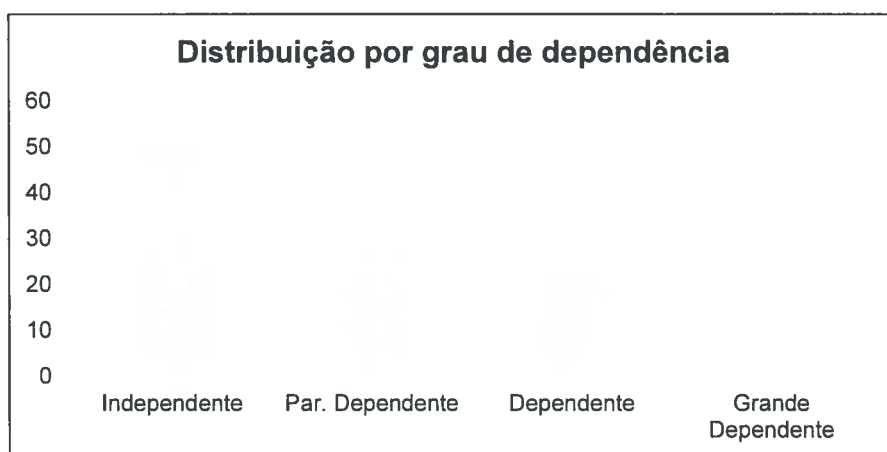 Distribuição por grau de dependência
60
50
40
30
20
10
0
Independente
Par. Dependente
Dependente
Grande
Dependente